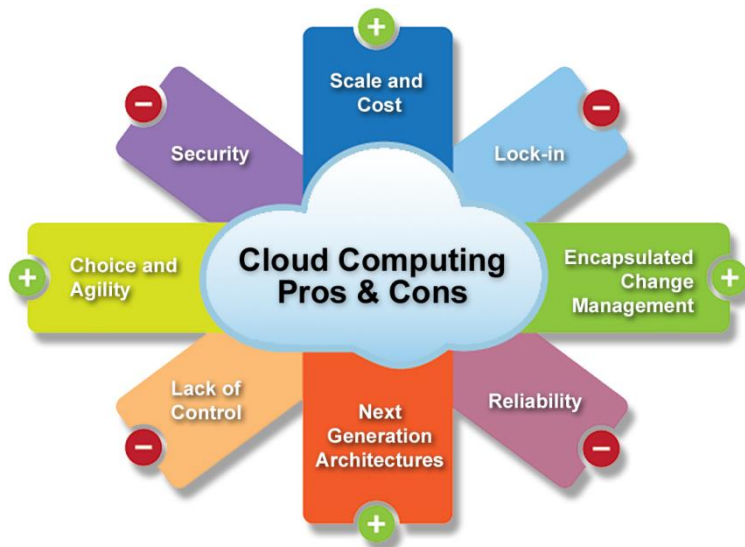 Scale and
Cost
Security
Lock-in
Cloud Computing
Pros & Cons
Choice and
Agility
Encapsulated
Change
Management
Lack of
Control
Reliability
Next
Generation
Architectures